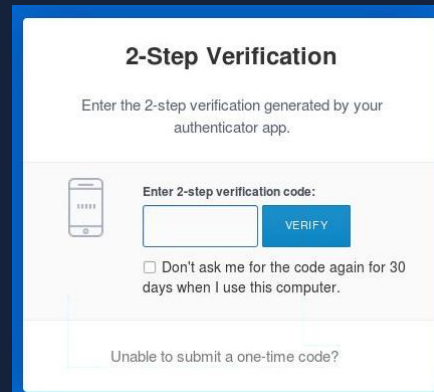 2-Step Verification
Enter the 2-step verification generated by your
authenticator app.
Enter 2-step verification code:
VERIFY
Don't ask me for the code again for 30
days when I use this computer.
Unable to submit a one-time code?